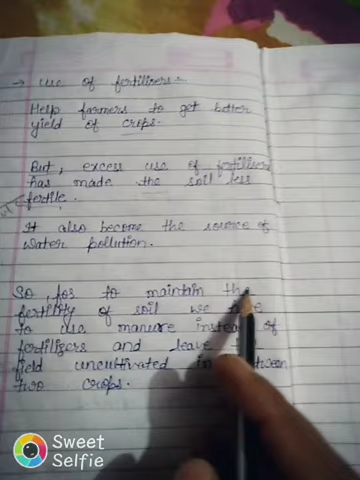 → Use of fertilizers :-
Help farmers to get better
yield of crops.
But, excess use of fertilizers
has made the soil less
fertile.
It also become the source of
water pollution.
So, for to maintain the
fertility of soil we
to use manure instead of
fertilizers and leave
field uncultivated in between
two crops.
Sweet
Selfie